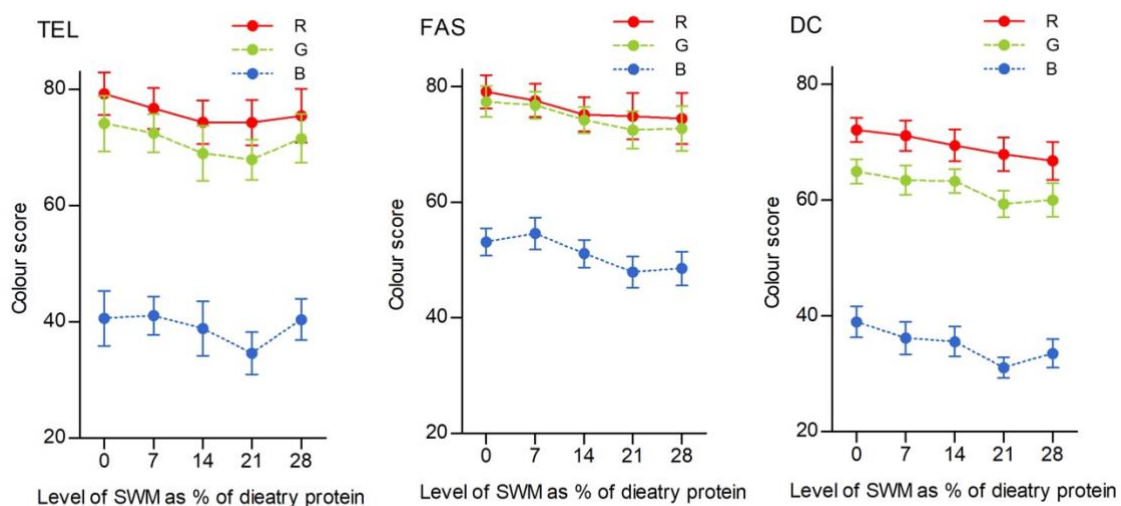 TEL
R
G
B
80
60
40
20
Colour score
0 7 14 21 28
Level of SWM as % of dieatry protein
FAS
R
G
B
80
60
40
20
Colour score
0 7 14 21 28
Level of SWM as % of dieatry protein
DC
R
G
B
80
60
40
20
Colour score
0 7 14 21 28
Level of SWM as % of dieatry protein